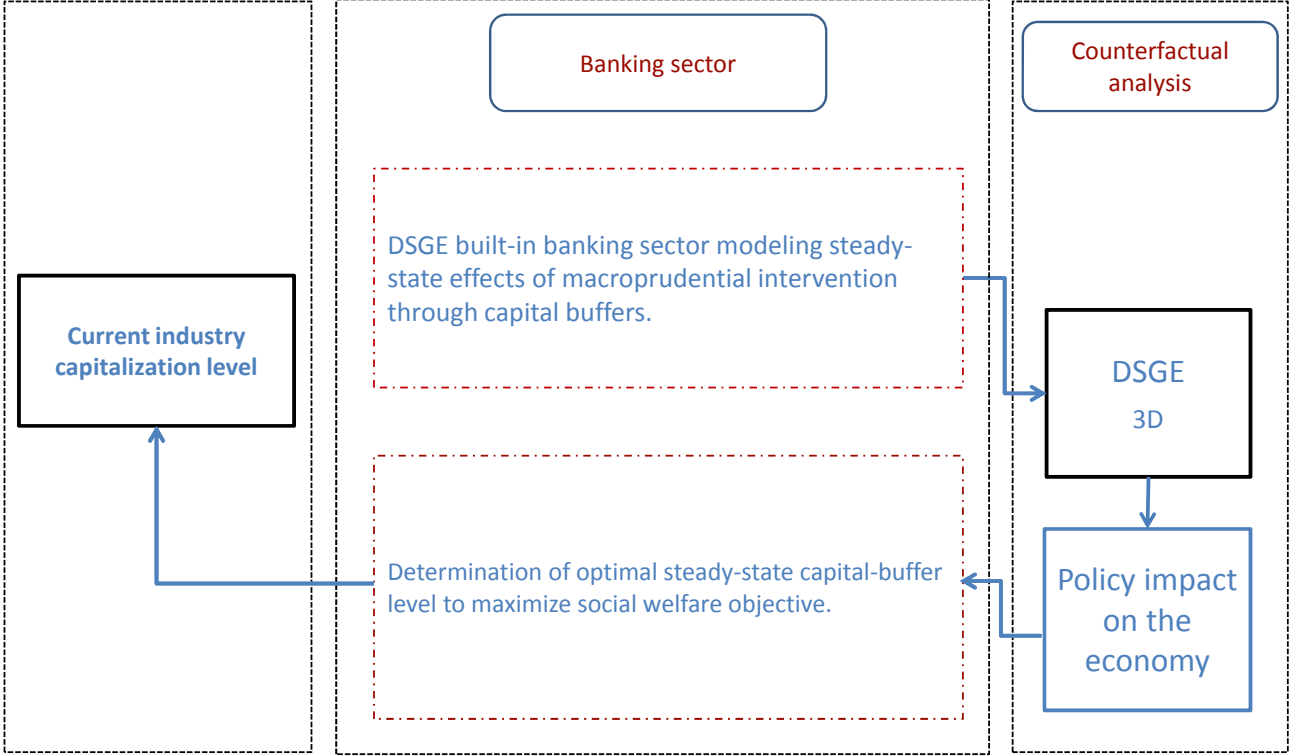 Banking sector
Counterfactual
analysis
DSGE built-in banking sector modeling steady-
state effects of macroprudential intervention
through capital buffers.
Current industry
capitalization level
DSGE
3D
Determination of optimal steady-state capital-buffer
level to maximize social welfare objective.
Policy impact
on the
economy